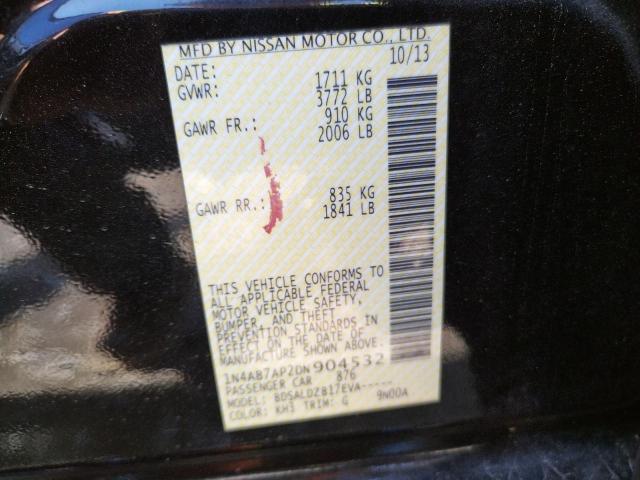 MFD BY NISSAN MOTOR CO., LTD.
DATE: 10/13
GVWR: 1711 KG
3772 LB
GAWR FR.: 910 KG
2006 LB
GAWR RR.: 835 KG
1841 LB
THIS VEHICLE CONFORMS TO
ALL APPLICABLE FEDERAL
MOTOR VEHICLE SAFETY,
BUMPER, AND THEFT
PREVENTION STANDARDS IN
EFFECT ON THE DATE OF
MANUFACTURE SHOWN ABOVE:
1N4AB7AP2DN904532
PASSENGER CAR 876
MODEL: BDSALDZB17EVA-----
COLOR: KH3 TRIM: G 9N00A